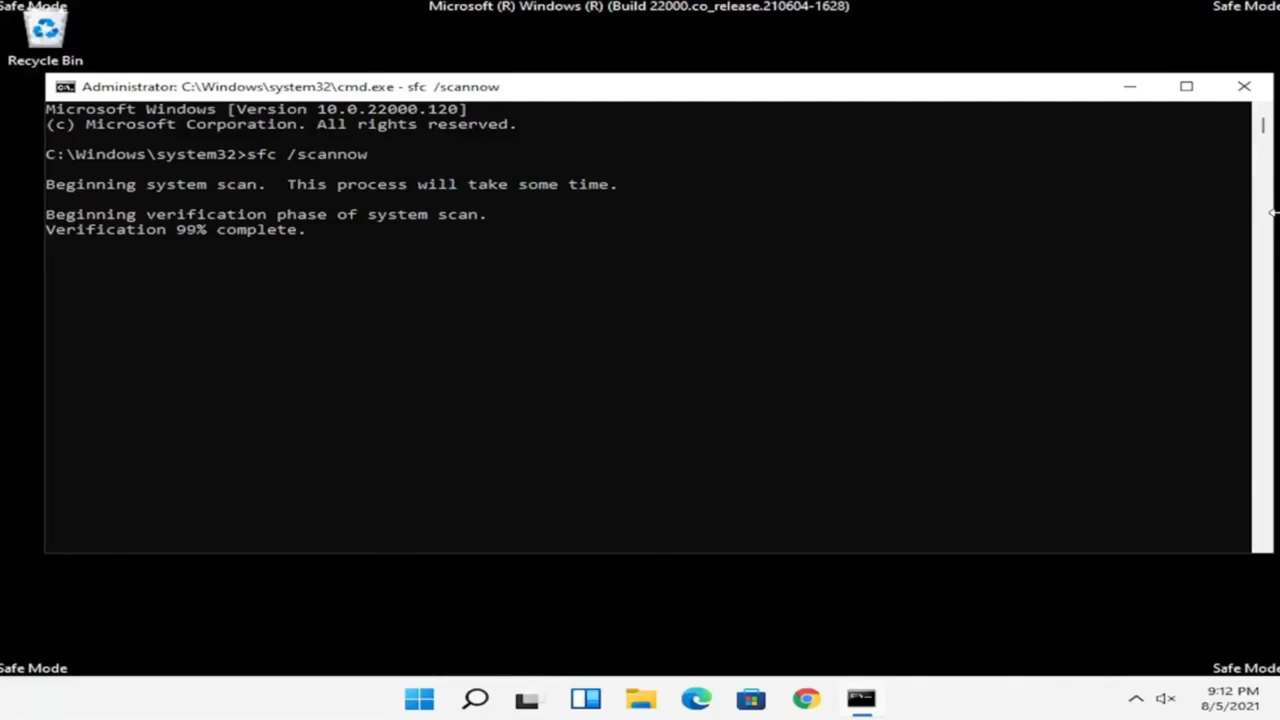 Safe Mode
Microsoft (R) Windows (R) (Build 22000.co_release.210604-1628)
Safe Mode
Recycle Bin
Administrator: C:\Windows\system32\cmd.exe - sfc  /scannow
Microsoft Windows [Version 10.0.22000.120]
(c) Microsoft Corporation. All rights reserved.
C:\Windows\system32>sfc /scannow
Beginning system scan.  This process will take some time.
Beginning verification phase of system scan.
Verification 99% complete.
Safe Mode
Safe Mode
9:12 PM
8/5/2021